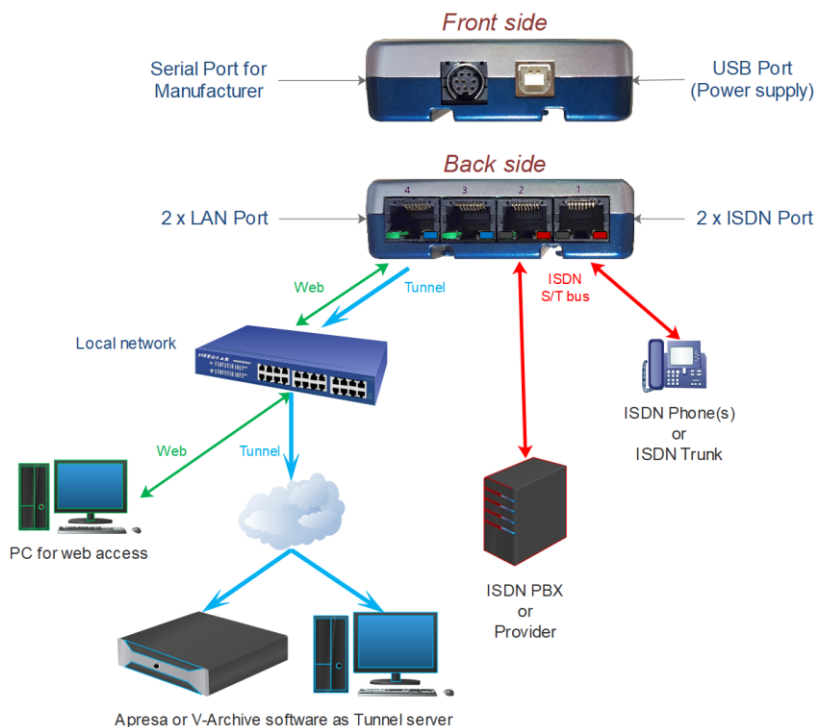 Front side
Serial Port for
Manufacturer
USB Port
(Power supply)
Back side
4 3 2 1
2 x LAN Port
2 x ISDN Port
Web
Tunnel
ISDN
S/T bus
Local network
ISDN Phone(s)
or
ISDN Trunk
Web
Tunnel
PC for web access
ISDN PBX
or
Provider
Apresa or V-Archive software as Tunnel server